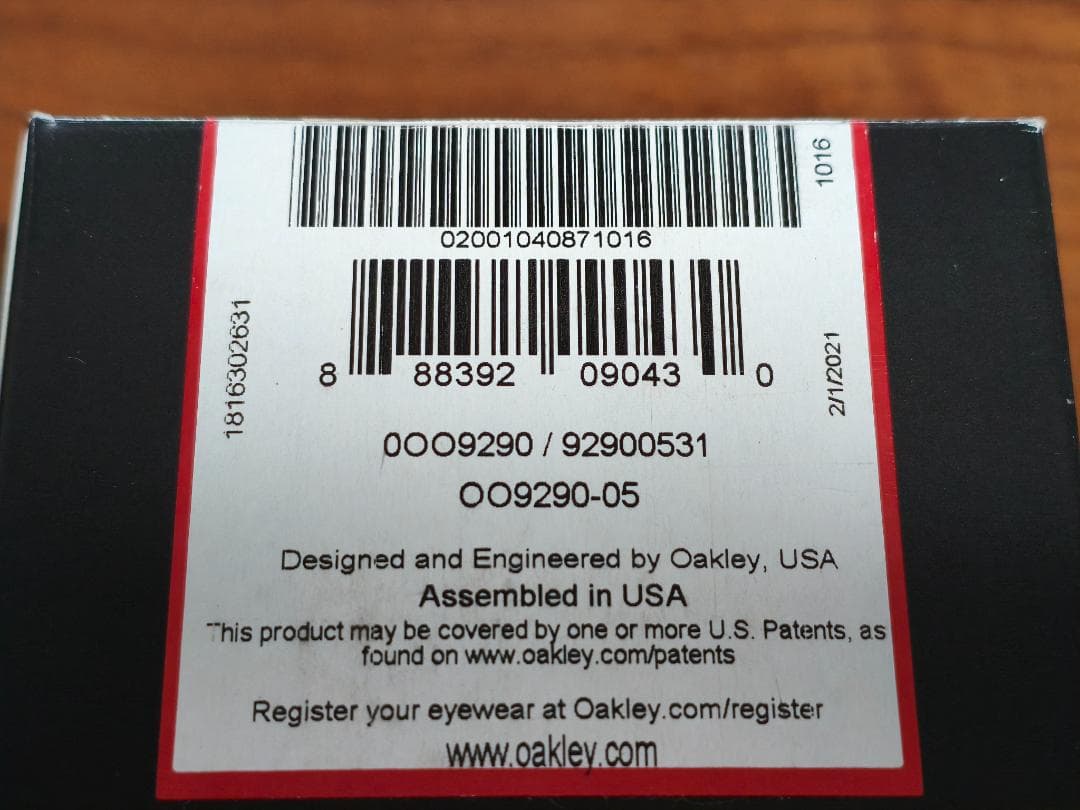 1016
02001040871016
1816302631
8 88392 09043 0
2/1/2021
0OO9290 / 92900531
OO9290-05
Designed and Engineered by Oakley, USA
Assembled in USA
This product may be covered by one or more U.S. Patents, as
found on www.oakley.com/patents
Register your eyewear at Oakley.com/register
www.oakley.com